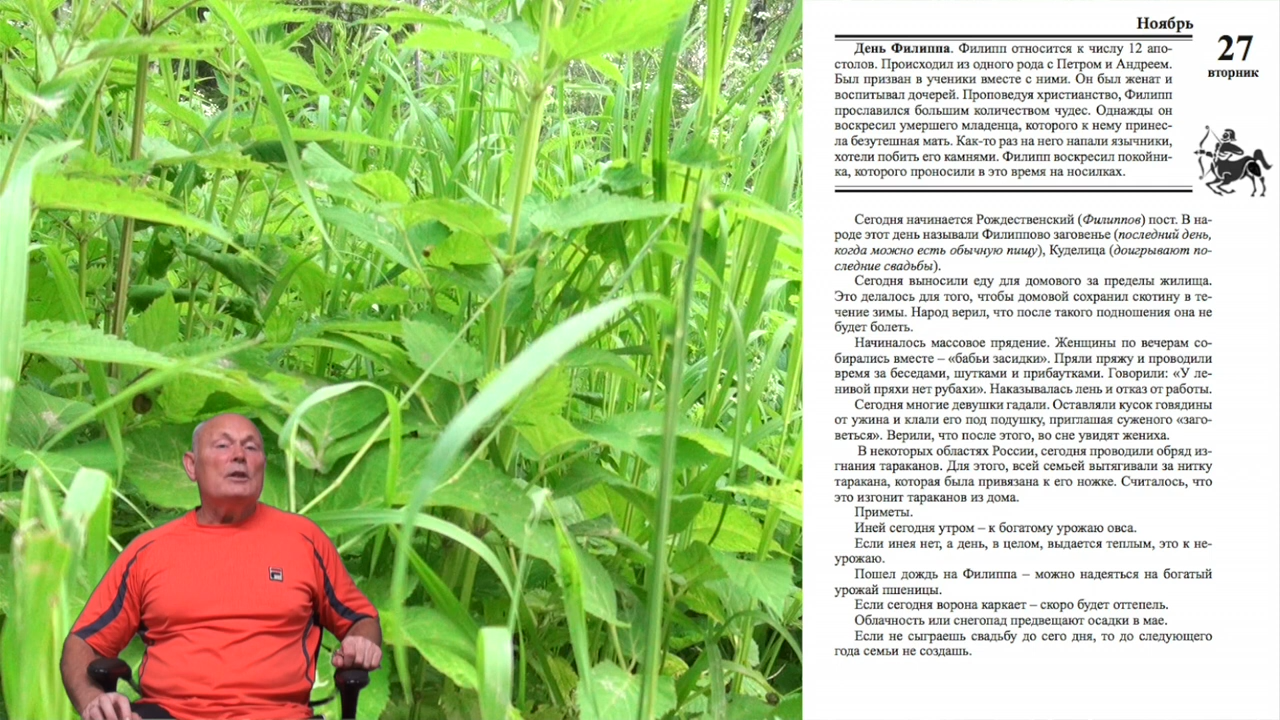 Ноябрь
27
вторник
День Филиппа. Филипп относится к числу 12 апо-
столов. Происходил из одного рода с Петром и Андреем.
Был призван в ученики вместе с ними. Он был женат и
воспитывал дочерей. Проповедуя христианство, Филипп
прославился большим количеством чудес. Однажды он
воскресил умершего младенца, которого к нему принес-
ла безутешная мать. Как-то раз на него напали язычники,
хотели побить его камнями. Филипп воскресил покойни-
ка, которого проносили в это время на носилках.
Сегодня начинается Рождественский (Филиппов) пост. В на-
роде этот день называли Филиппово заговенье (последний день,
когда можно есть обычную пищу), Куделица (доигрывают по-
следние свадьбы).
Сегодня выносили еду для домового за пределы жилища.
Это делалось для того, чтобы домовой сохранил скотину в те-
чение зимы. Народ верил, что после такого подношения она не
будет болеть.
Начиналось массовое прядение. Женщины по вечерам со-
бирались вместе – «бабьи засидки». Пряли пряжу и проводили
время за беседами, шутками и прибаутками. Говорили: «У ле-
нивой пряхи нет рубахи». Наказывалась лень и отказ от работы.
Сегодня многие девушки гадали. Оставляли кусок говядины
от ужина и клали его под подушку, приглашая суженого «заго-
веться». Верили, что после этого, во сне увидят жениха.
В некоторых областях России, сегодня проводили обряд из-
гнания тараканов. Для этого, всей семьей вытягивали за нитку
таракана, которая была привязана к его ножке. Считалось, что
это изгонит тараканов из дома.
Приметы.
Иней сегодня утром – к богатому урожаю овса.
Если инея нет, а день, в целом, выдается теплым, это к не-
урожаю.
Пошел дождь на Филиппа – можно надеяться на богатый
урожай пшеницы.
Если сегодня ворона каркает – скоро будет оттепель.
Облачность или снегопад предвещают осадки в мае.
Если не сыграешь свадьбу до сего дня, то до следующего
года семьи не создашь.